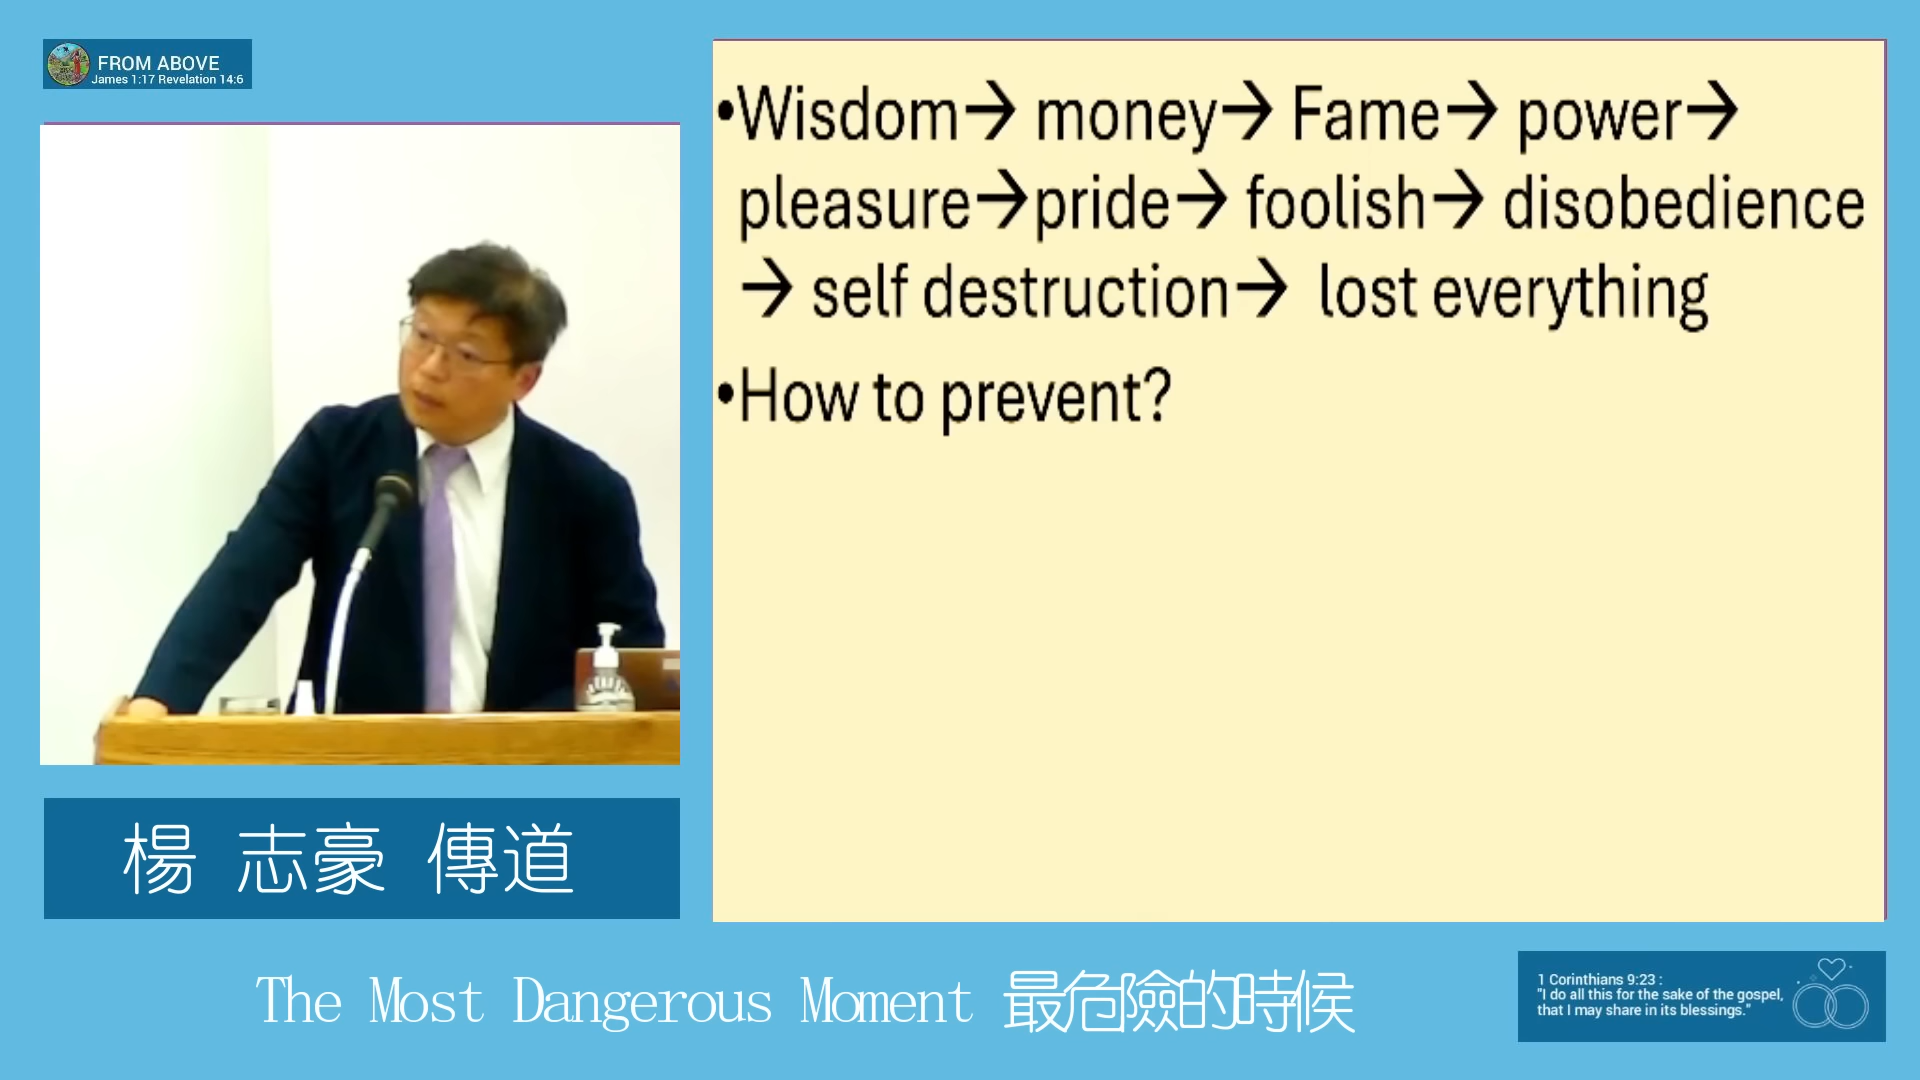 FROM ABOVE
James 1:17 Revelation 14:6
•Wisdom→ money→ Fame→ power→
pleasure→pride→ foolish→ disobedience
→ self destruction→ lost everything
•How to prevent?
楊 志豪 傳道
The Most Dangerous Moment 最危險的時候
1 Corinthians 9:23 :
"I do all this for the sake of the gospel,
that I may share in its blessings."